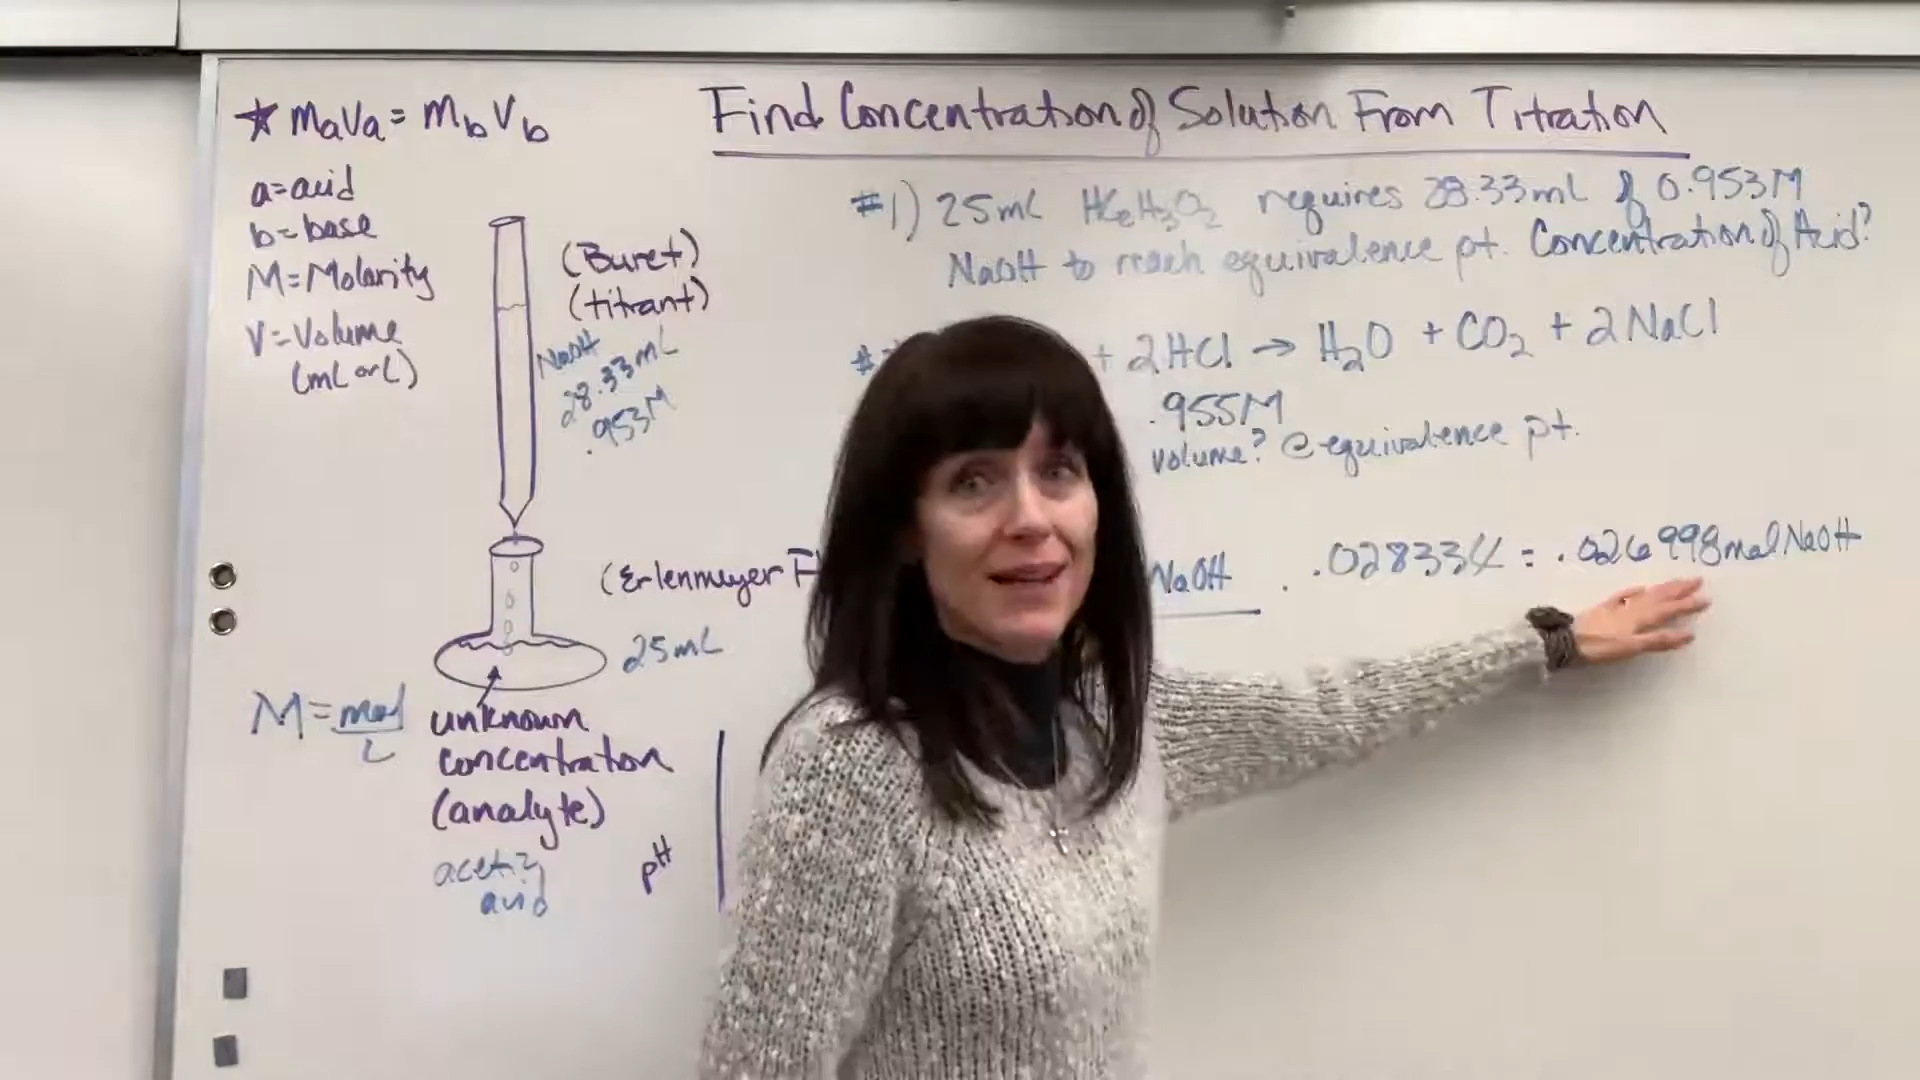 Find Concentration of Solution From Titration
★ MaVa = MbVb
a=acid
b=base
M=Molarity
V=Volume
(mL or L)
(Buret)
(titrant)
NaOH
28.33mL
.953M
(Erlenmeyer
25mL
M=mol/L
unknown
concentration
(analyte)
acetic
acid
pH
#1) 25mL HC2H3O2 requires 28.33mL of 0.953M
NaOH to reach equivalence pt. Concentration of Acid?
+ 2HCl → H2O + CO2 + 2NaCl
.955M
volume? @ equivalence pt.
NaOH . .02833L = .026998mol NaOH